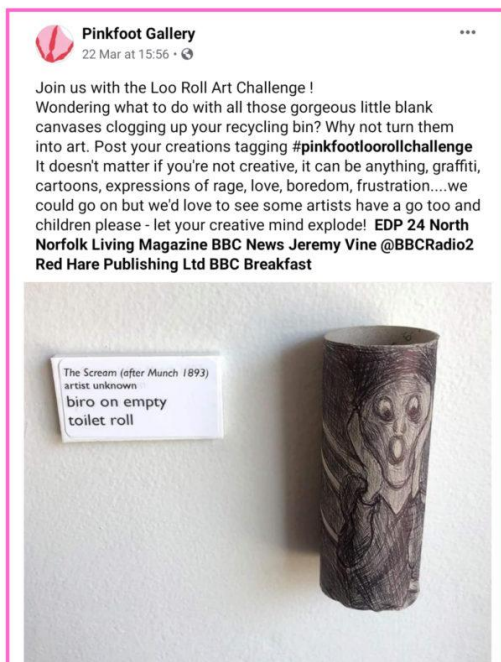 Pinkfoot Gallery
22 Mar at 15:56 •
Join us with the Loo Roll Art Challenge !
Wondering what to do with all those gorgeous little blank
canvases clogging up your recycling bin? Why not turn them
into art. Post your creations tagging #pinkfootloorollchallenge
It doesn't matter if you're not creative, it can be anything, graffiti,
cartoons, expressions of rage, love, boredom, frustration....we
could go on but we'd love to see some artists have a go too and
children please - let your creative mind explode! EDP 24 North
Norfolk Living Magazine BBC News Jeremy Vine @BBCRadio2
Red Hare Publishing Ltd BBC Breakfast
The Scream (after Munch 1893)
artist unknown
biro on empty
toilet roll